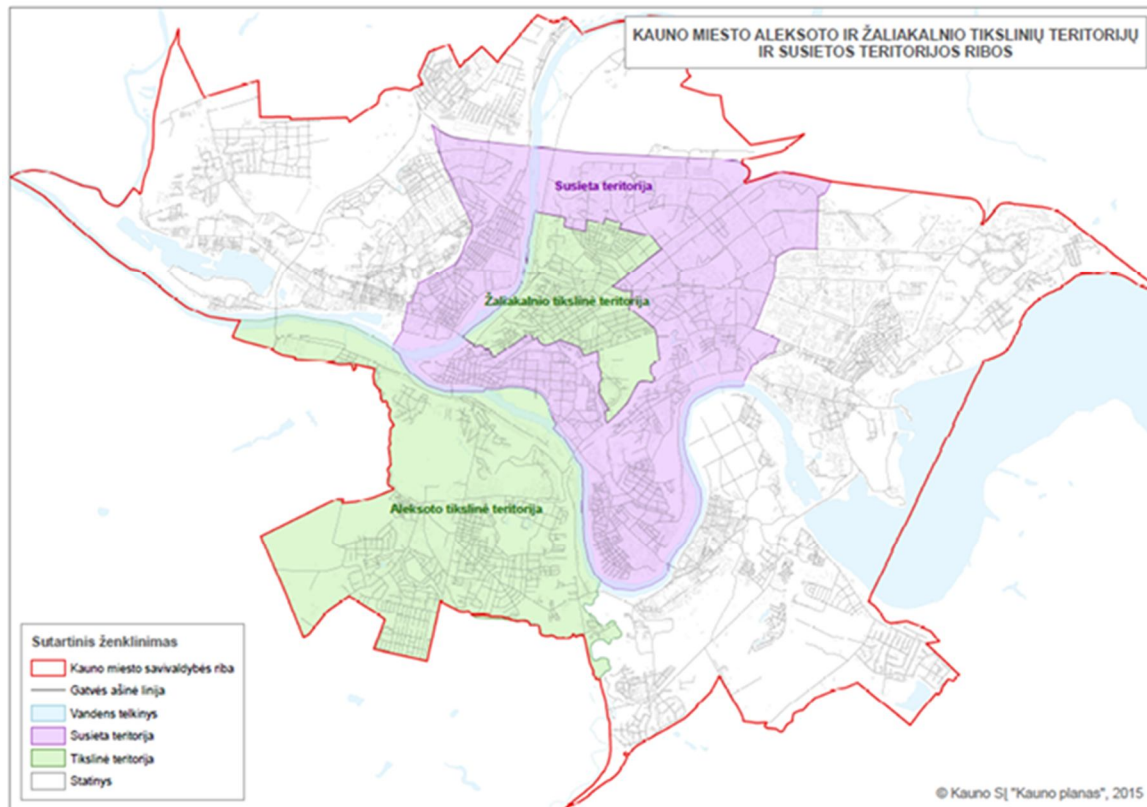 KAUNO MIESTO ALEKSOTO IR ŽALIAKALNIO TIKSLINIŲ TERITORIJŲ
IR SUSIETOS TERITORIJOS RIBOS
Susieta teritorija
Žaliakalnio tikslinė teritorija
Aleksoto tikslinė teritorija
Sutartinis ženklinimas
Kauno miesto savivaldybės riba
Gatvės ašinė linija
Vandens telkinys
Susieta teritorija
Tikslinė teritorija
Statinys
© Kauno SĮ "Kauno planas", 2015